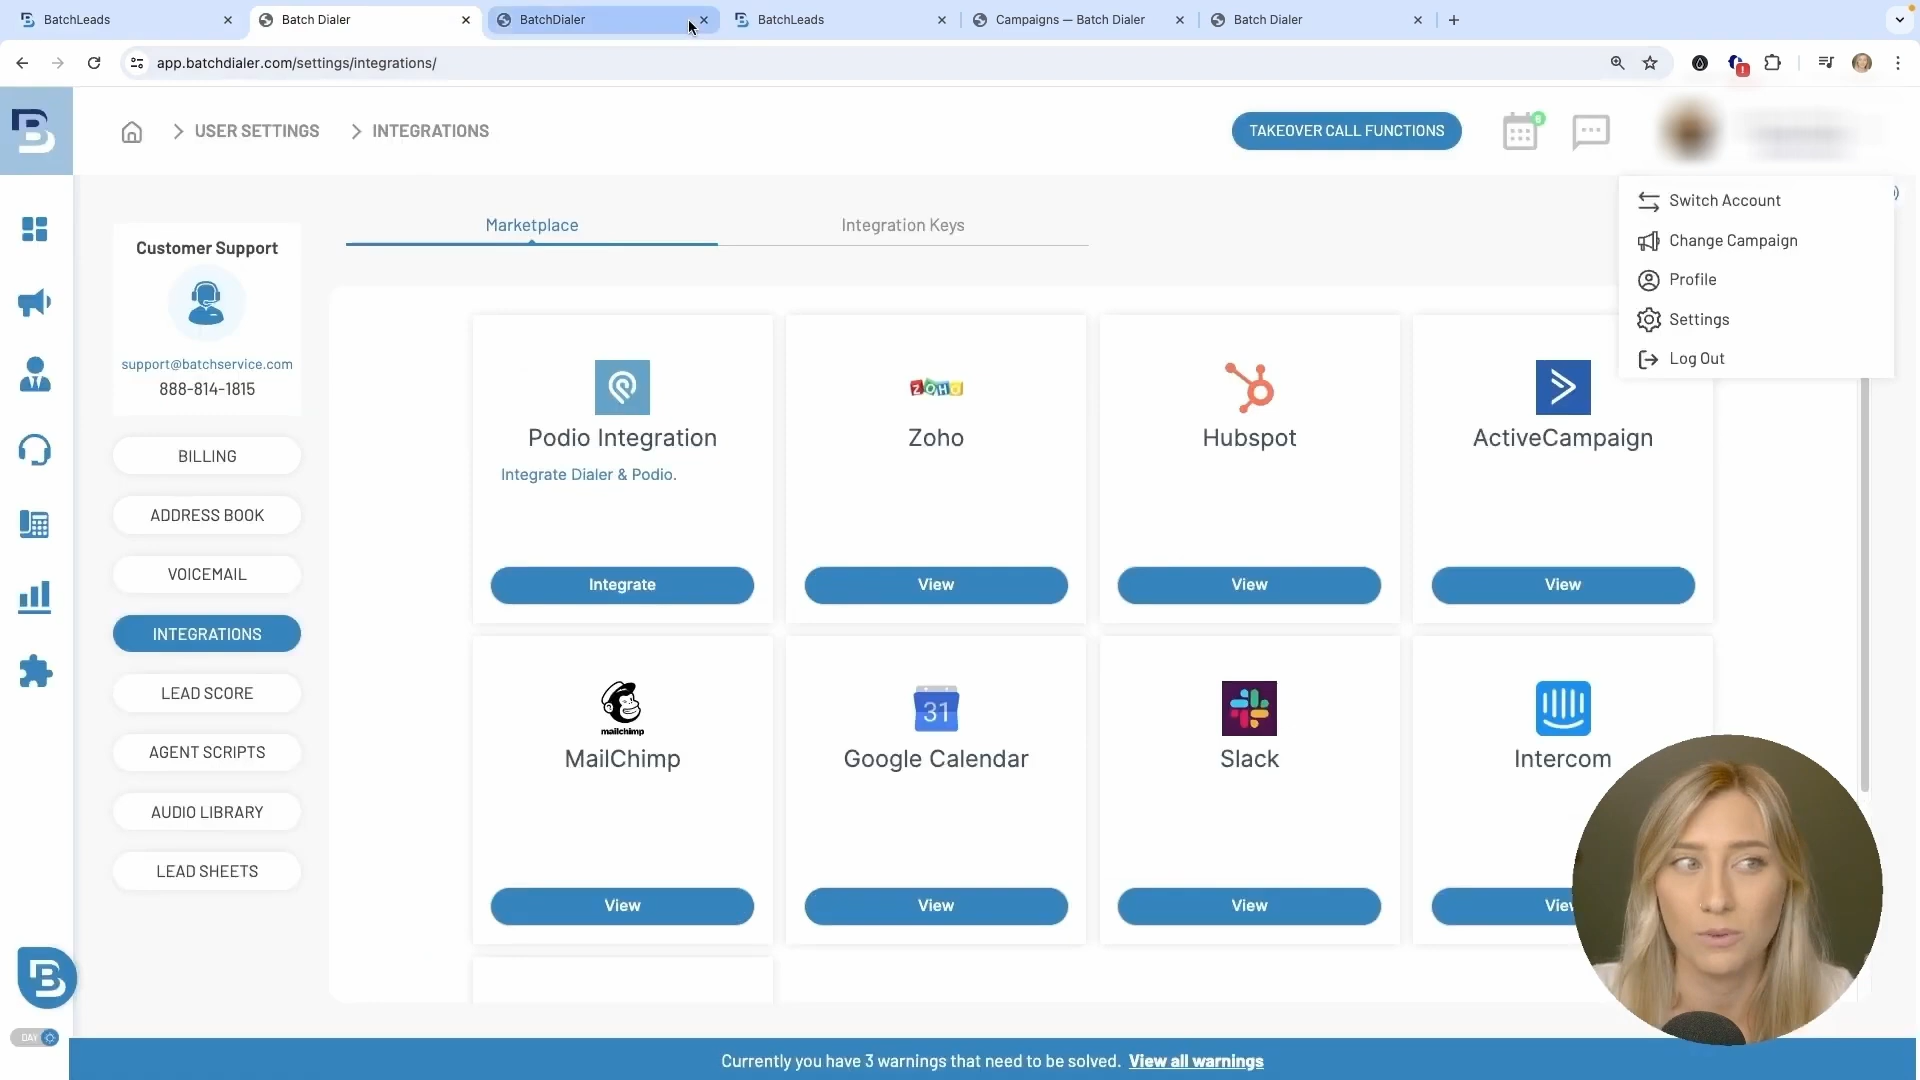 BatchLeads
Batch Dialer
BatchDialer
BatchLeads
Campaigns — Batch Dialer
Batch Dialer
app.batchdialer.com/settings/integrations/
USER SETTINGS
INTEGRATIONS
TAKEOVER CALL FUNCTIONS
Switch Account
Change Campaign
Profile
Settings
Log Out
Marketplace
Integration Keys
Customer Support
support@batchservice.com
888-814-1815
BILLING
ADDRESS BOOK
VOICEMAIL
INTEGRATIONS
LEAD SCORE
AGENT SCRIPTS
AUDIO LIBRARY
LEAD SHEETS
DAY
Podio Integration
Integrate Dialer & Podio.
Integrate
ZOHO
Zoho
View
Hubspot
View
ActiveCampaign
View
mailchimp
MailChimp
View
31
Google Calendar
View
Slack
View
Intercom
Currently you have 3 warnings that need to be solved. View all warnings